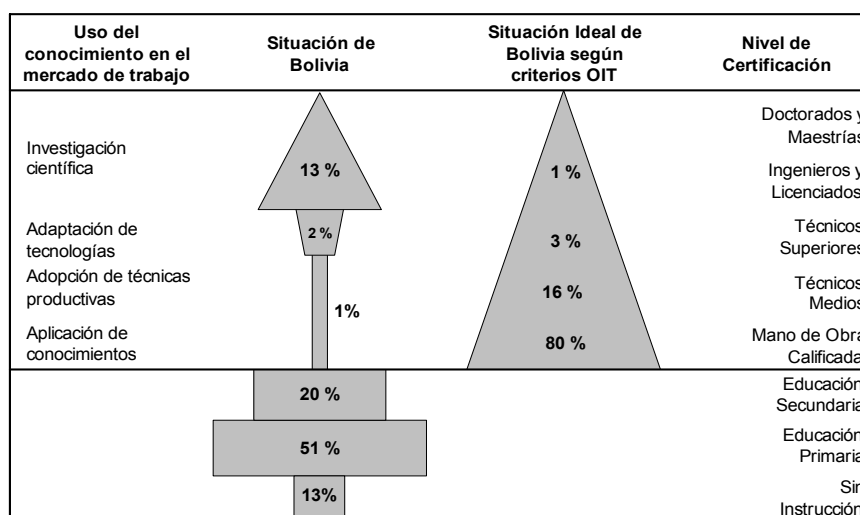 Uso del
conocimiento en el
mercado de trabajo
Situación de
Bolivia
Situación Ideal de
Bolivia según
criterios OIT
Nivel de
Certificación
Investigación
científica
13 %
1 %
Doctorados y
Maestrías
Ingenieros y
Licenciados
Adaptación de
tecnologías
2 %
3 %
Técnicos
Superiores
Adopción de técnicas
productivas
1%
16 %
Técnicos
Medios
Aplicación de
conocimientos
80 %
Mano de Obra
Calificada
20 %
Educación
Secundaria
51 %
Educación
Primaria
13%
Sin
Instrucción